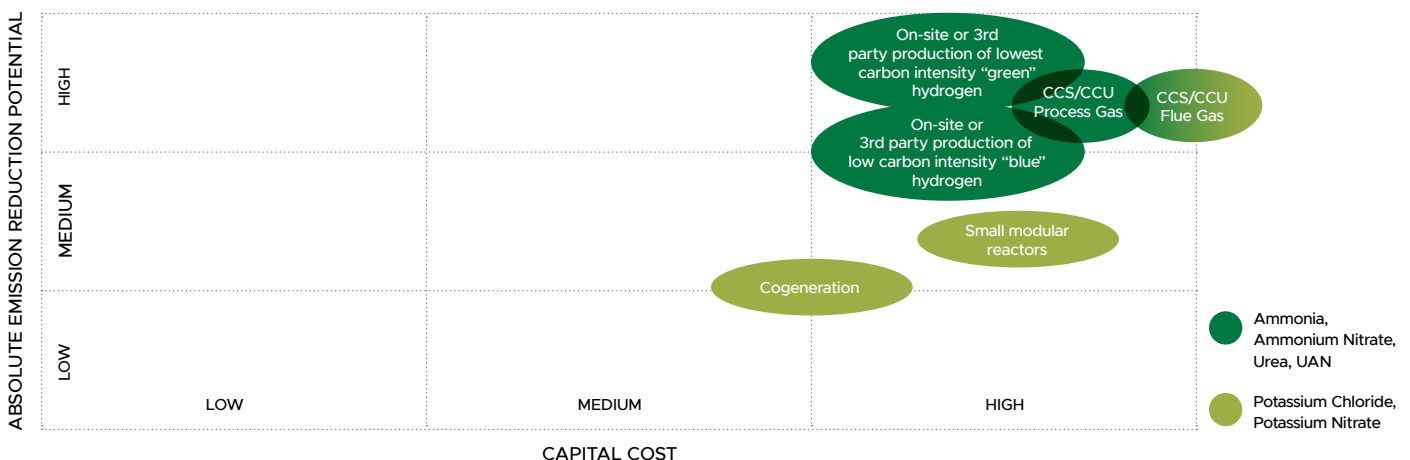 ABSOLUTE EMISSION REDUCTION POTENTIAL
HIGH
MEDIUM
LOW
On-site or 3rd
party production of lowest
carbon intensity “green”
hydrogen
CCS/CCU
Process Gas
CCS/CCU
Flue Gas
On-site or
3rd party production of
low carbon intensity “blue”
hydrogen
Small modular
reactors
Cogeneration
LOW
MEDIUM
HIGH
CAPITAL COST
Ammonia,
Ammonium Nitrate,
Urea, UAN
Potassium Chloride,
Potassium Nitrate